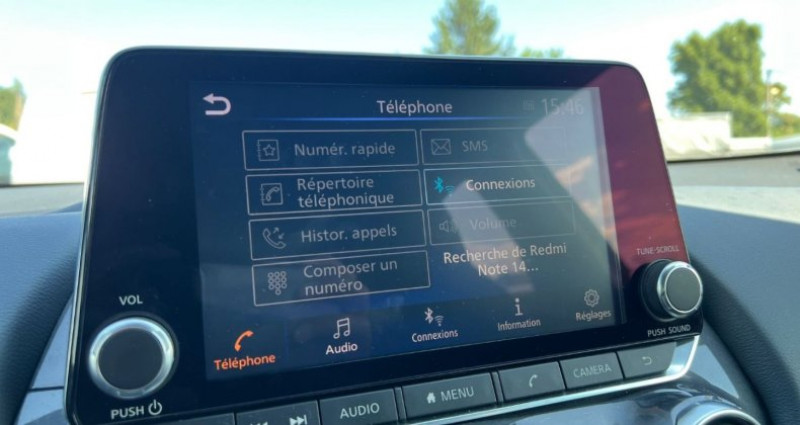 Téléphone
15:46
Numér. rapide
SMS
Répertoire
téléphonique
Connexions
Histor. appels
Volume
Composer un
numéro
Recherche de Redmi
Note 14...
Téléphone
Audio
Connexions
Information
Réglages
VOL
PUSH
TUNE·SCROLL
PUSH SOUND
AUDIO
MENU
CAMERA